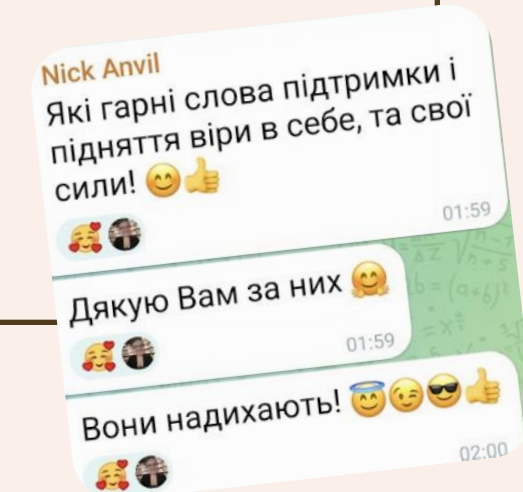 Nick Anvil
Які гарні слова підтримки і
підняття віри в себе, та свої
сили! 😊👍
01:59
Дякую Вам за них 🤗
01:59
Вони надихають! 😇😉😎👍
02:00